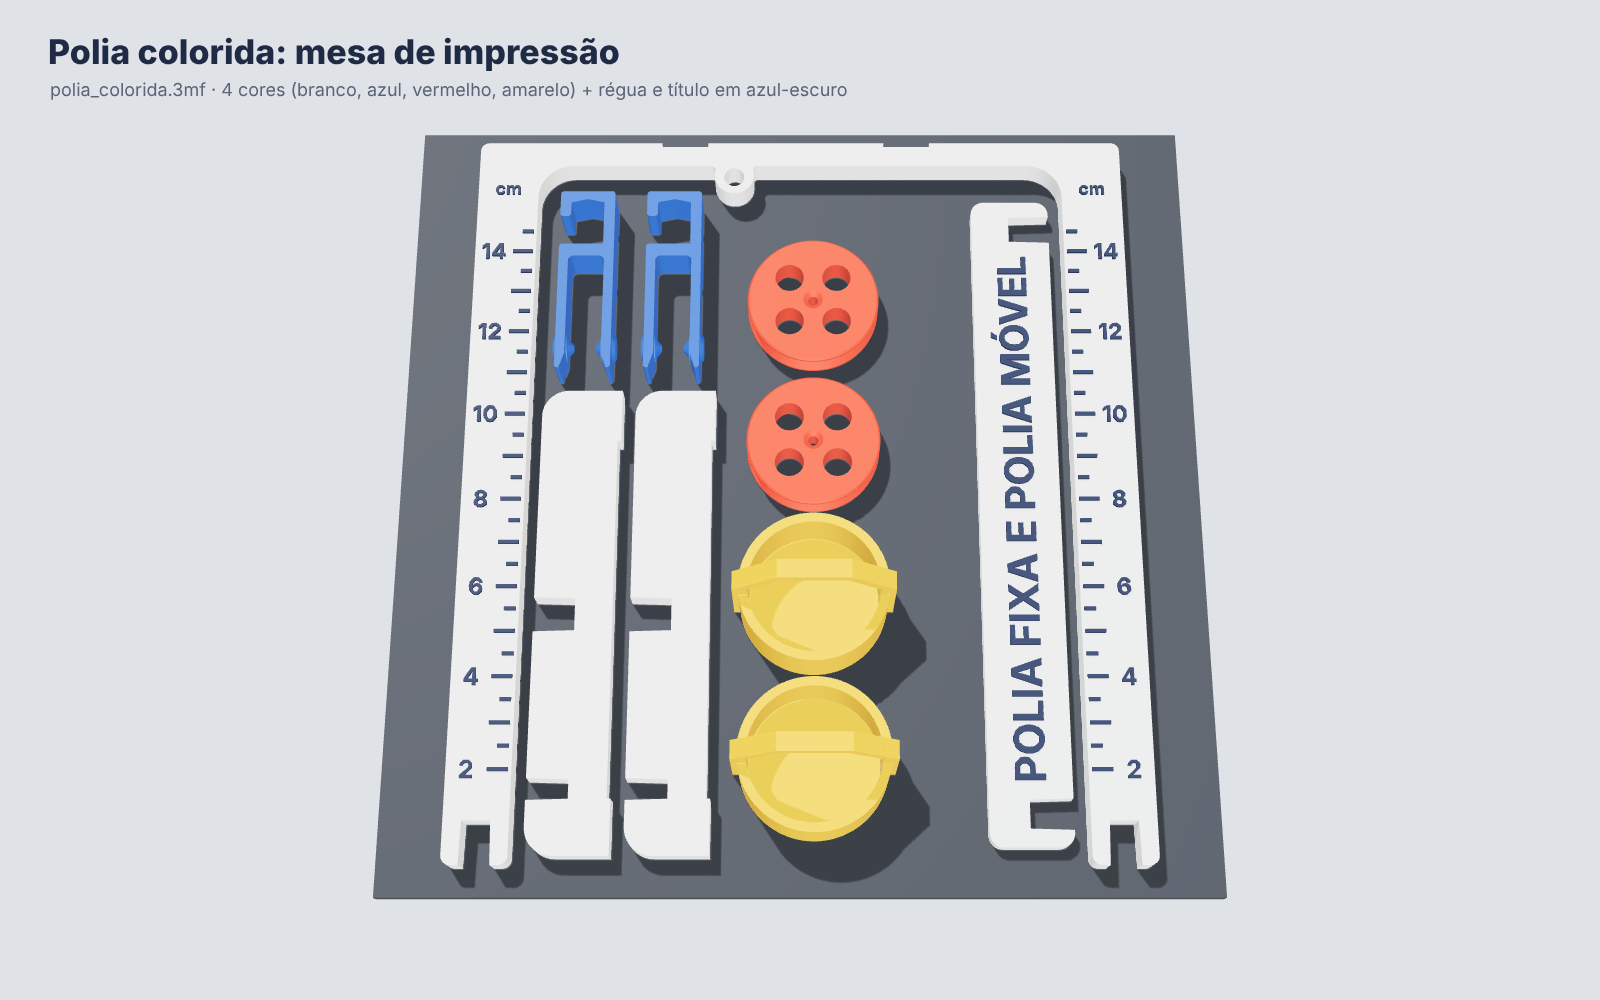 Polia colorida: mesa de impressão
polia_colorida.3mf · 4 cores (branco, azul, vermelho, amarelo) + régua e título em azul-escuro
cm
14
12
10
8
6
4
2
POLIA FIXA E POLIA MÓVEL
cm
14
12
10
8
6
4
2